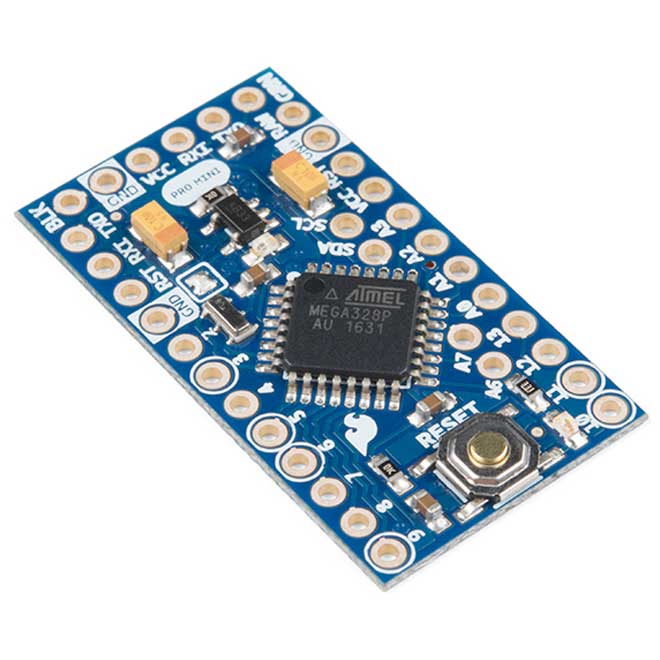 BLK
GND
VCC
RXI
TXO
GRN
PRO MINI
TXO
RXI
RST
GND
2
3
4
5
6
7
8
9
RAW
GND
RST
VCC
A3
A2
A1
A0
13
12
11
10
SCL
SDA
A7
A6
ATMEL
MEGA328P
AU 1631
RESET